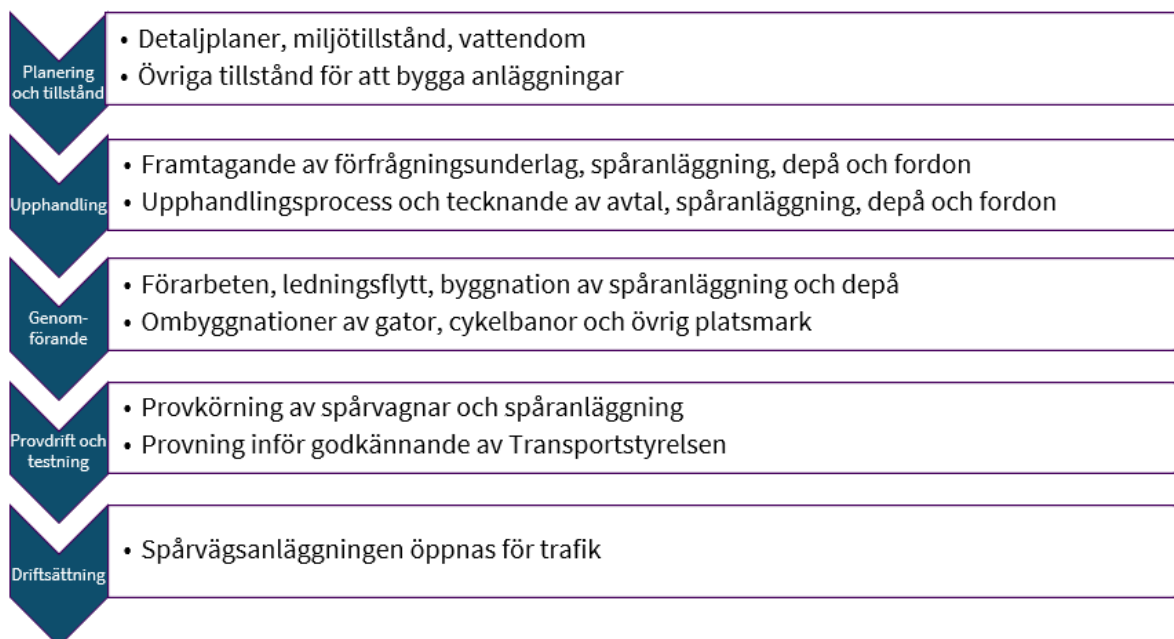 Planering
och tillstånd
• Detaljplaner, miljötillstånd, vattendom
• Övriga tillstånd för att bygga anläggningar
Upphandling
• Framtagande av förfrågningsunderlag, spåranläggning, depå och fordon
• Upphandlingsprocess och tecknande av avtal, spåranläggning, depå och fordon
Genom-
förande
• Förarbeten, ledningsflytt, byggnation av spåranläggning och depå
• Ombyggnationer av gator, cykelbanor och övrig platsmark
Provdrift och
testning
• Provkörning av spårvagnar och spåranläggning
• Provning inför godkännande av Transportstyrelsen
Driftsättning
• Spårvägsanläggningen öppnas för trafik